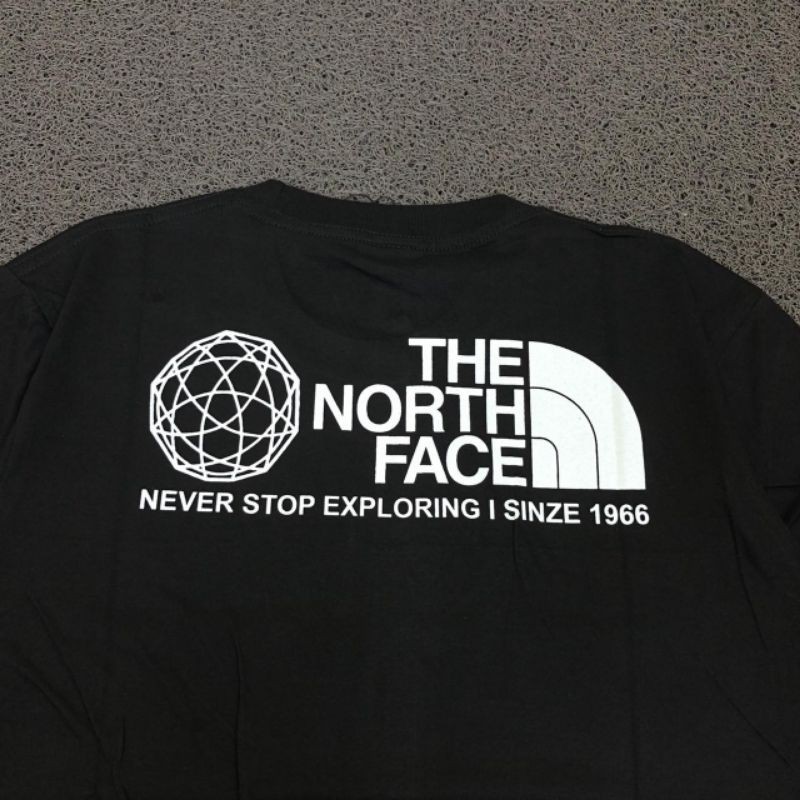 THE
NORTH
FACE
NEVER STOP EXPLORING I SINZE 1966